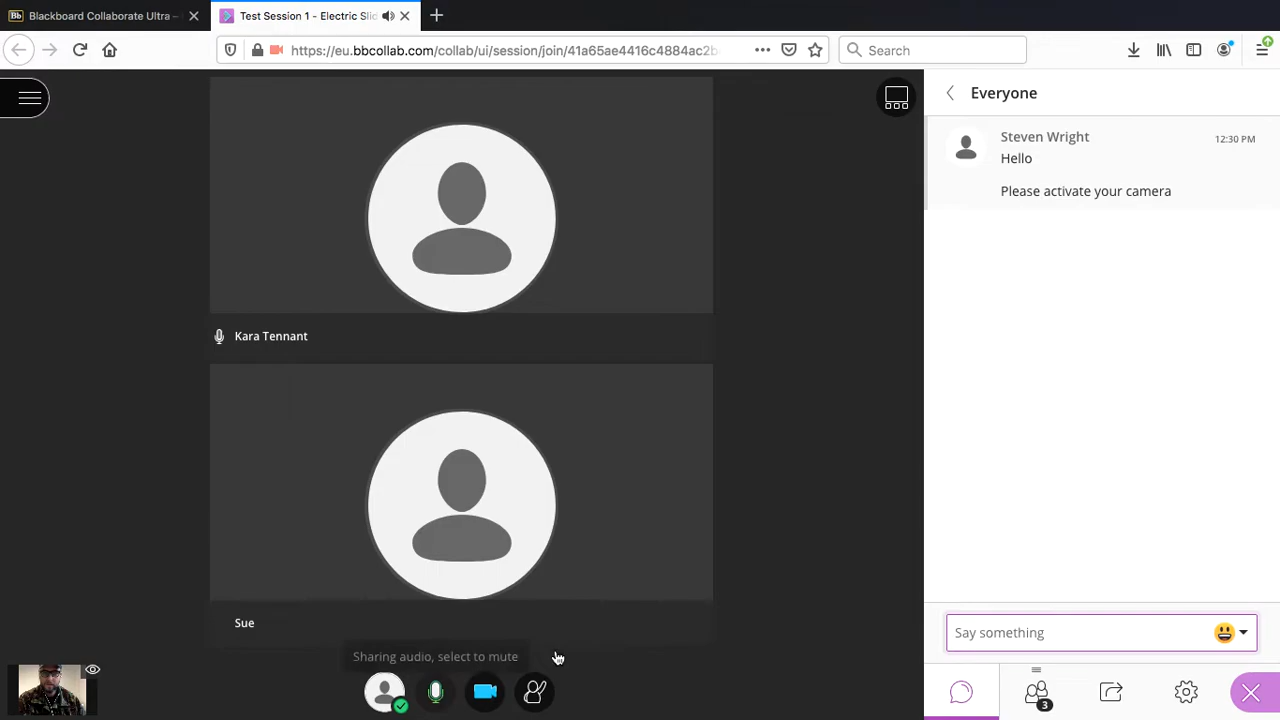 Blackboard Collaborate Ultra –
Test Session 1 - Electric Slid
https://eu.bbcollab.com/collab/ui/session/join/41a65ae4416c4884ac2b
Search
Everyone
Steven Wright
12:30 PM
Hello
Please activate your camera
Kara Tennant
Sue
Sharing audio, select to mute
Say something
3
Bb